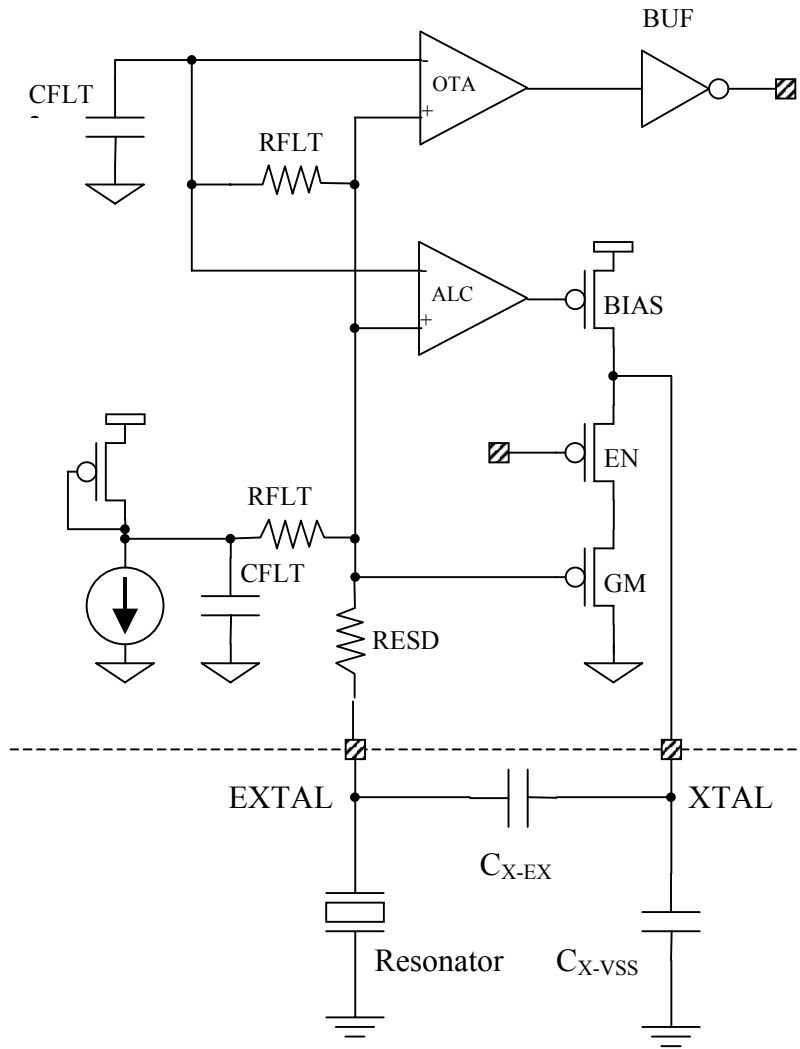 BUF
OTA
-
+
CFLT
RFLT
-
ALC
+
BIAS
EN
RFLT
CFLT
GM
RESD
EXTAL
XTAL
CX-EX
Resonator
CX-VSS